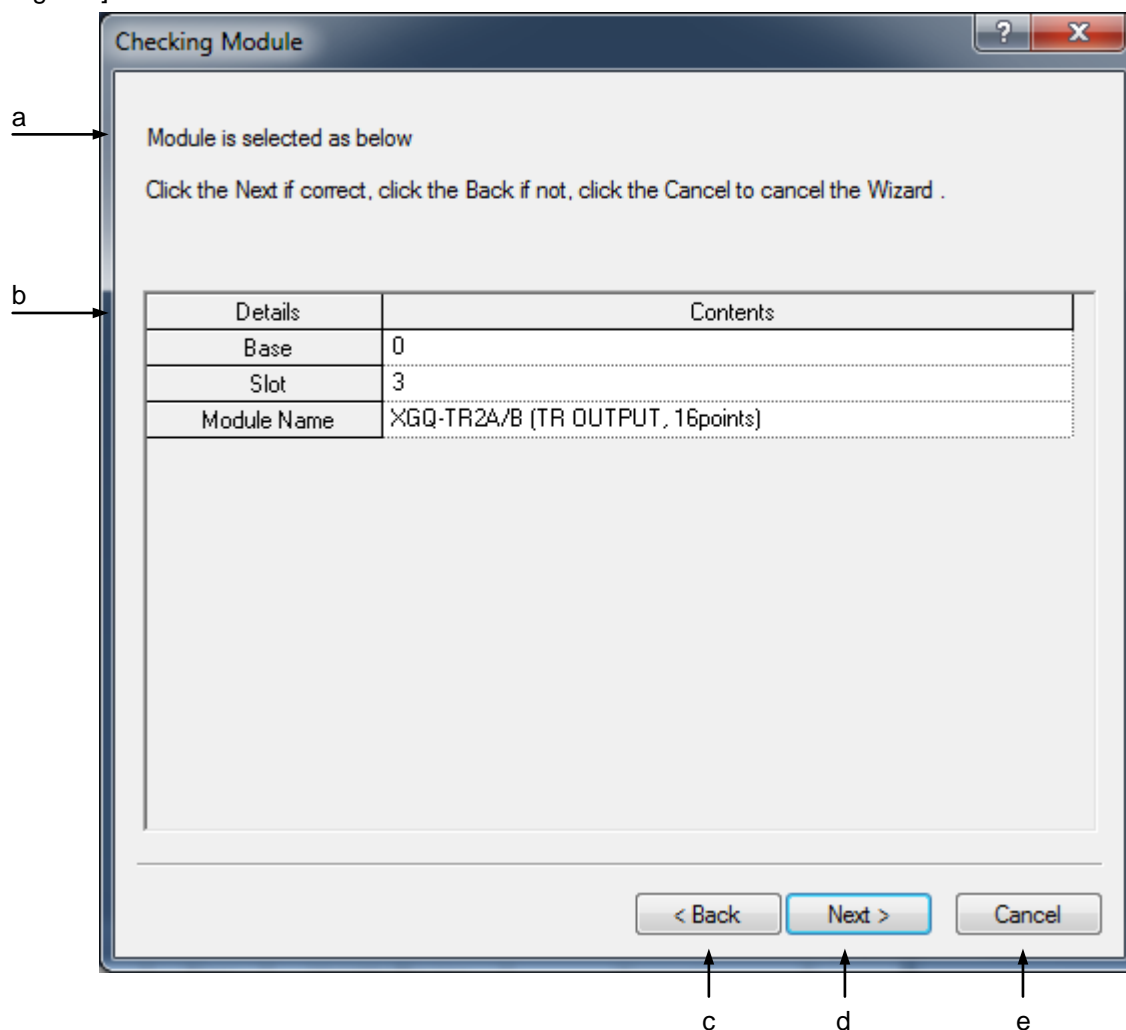 Checking Module
?
x
a
Module is selected as below
Click the Next if correct, click the Back if not, click the Cancel to cancel the Wizard .
b
Details Contents
Base 0
Slot 3
Module Name XGQ-TR2A/B (TR OUTPUT, 16points)
< Back Next > Cancel
c d e